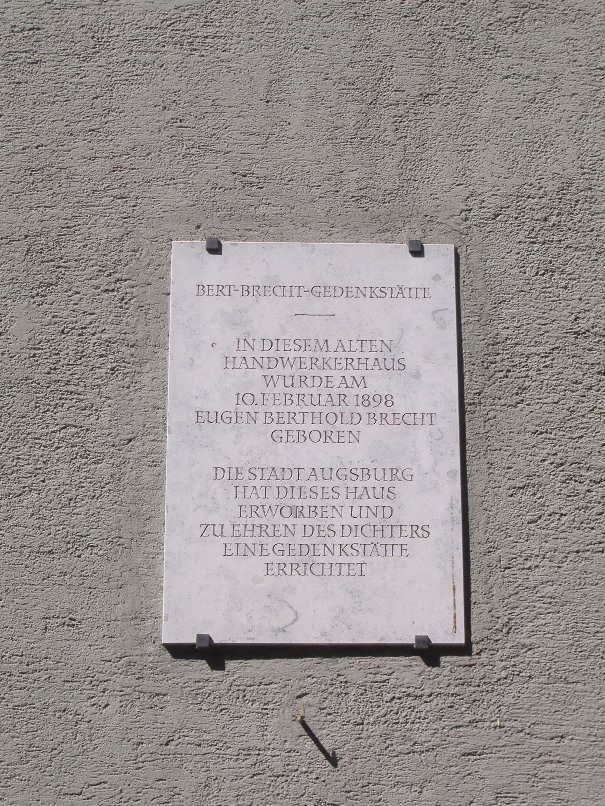 BERT-BRECHT-GEDENKSTÄTTE
IN DIESEM ALTEN
HANDWERKERHAUS
WURDE AM
10. FEBRUAR 1898
EUGEN BERTHOLD BRECHT
GEBOREN
DIE STADT AUGSBURG
HAT DIESES HAUS
ERWORBEN UND
ZU EHREN DES DICHTERS
EINE GEDENKSTÄTTE
ERRICHTET